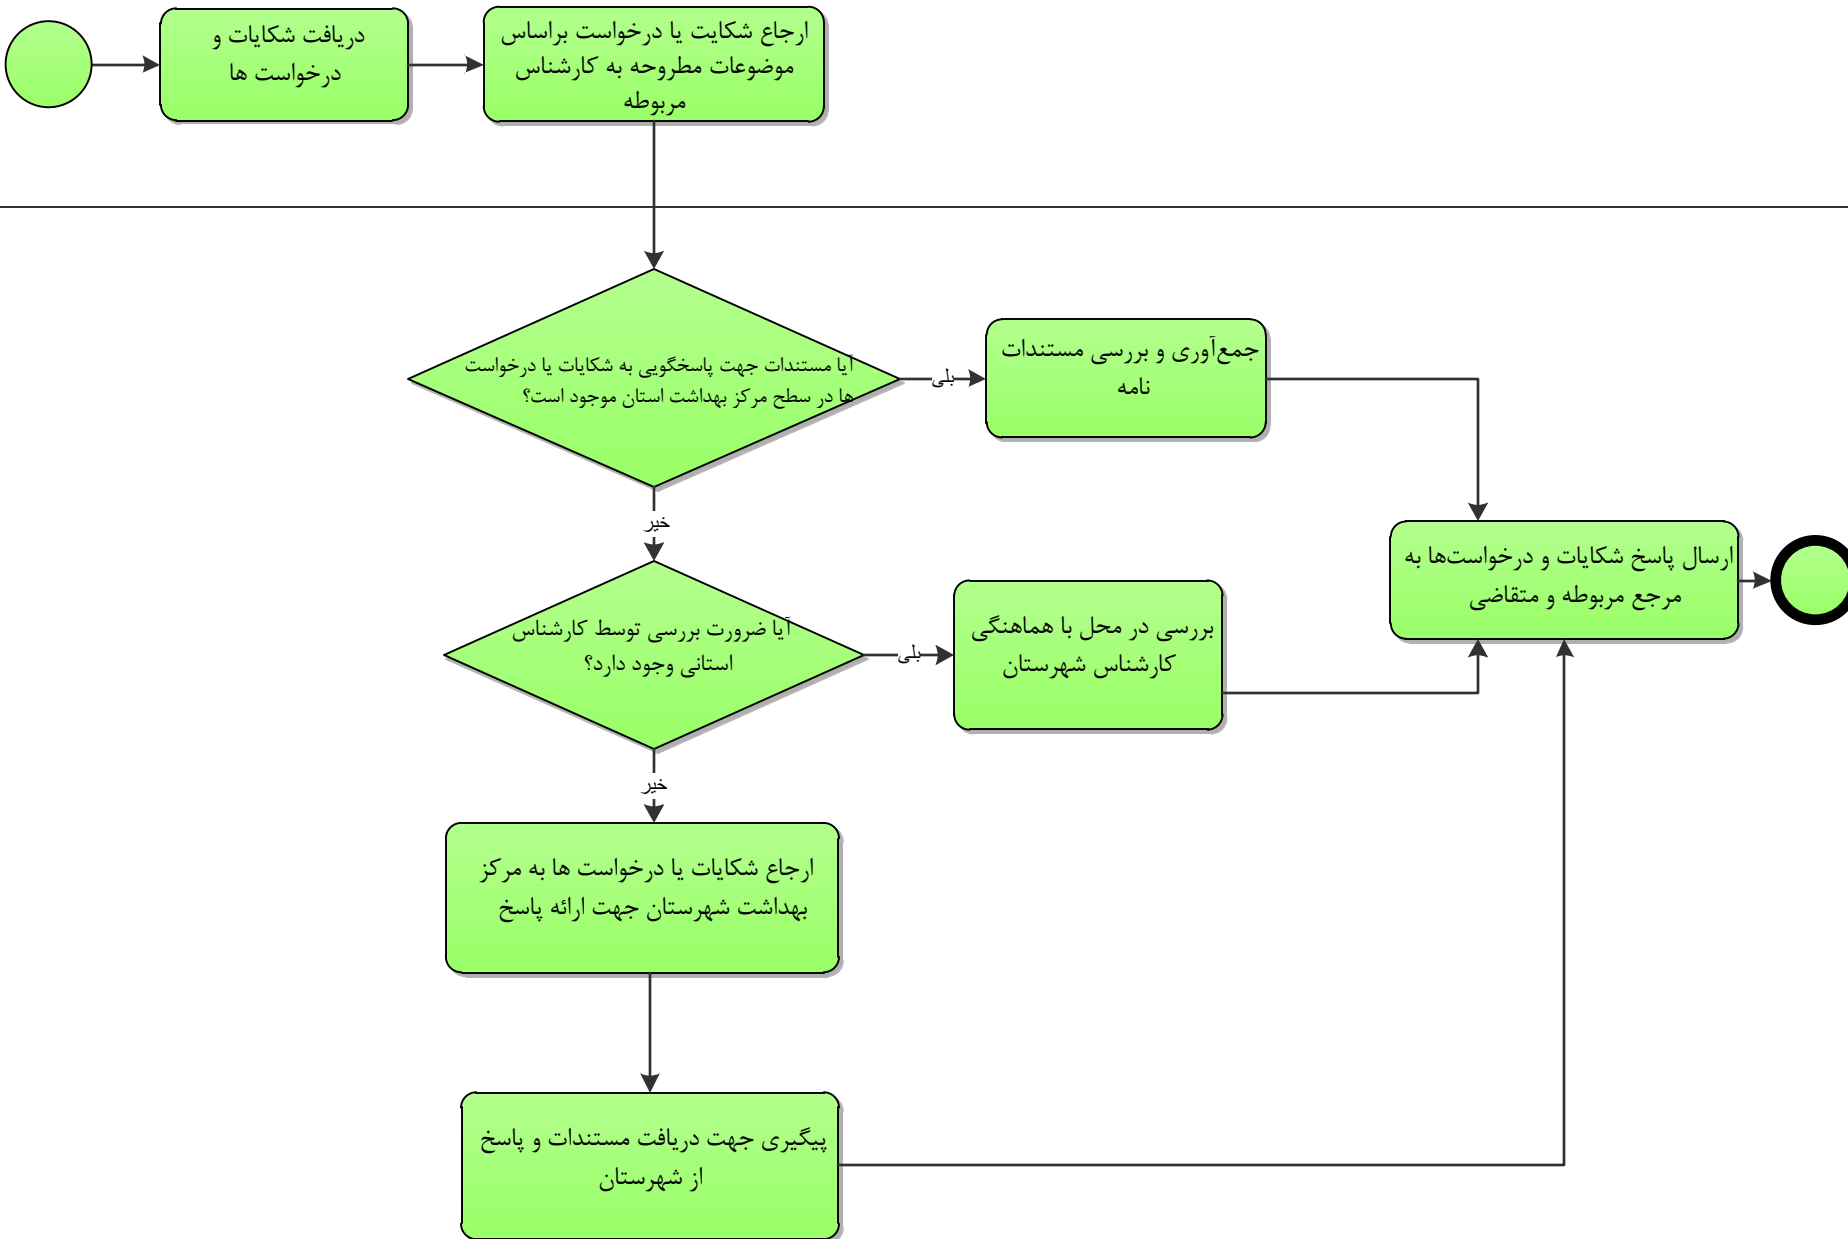 دریافت شکایات و
درخواست ها
ارجاع شکایت یا درخواست براساس
موضوعات مطروحه به کارشناس
مربوطه
آیا مستندات جهت پاسخگویی به شکایات یا درخواست
ها در سطح مرکز بهداشت استان موجود است؟
بلی
جمع‌آوری و بررسی مستندات
نامه
خیر
ارسال پاسخ شکایات و درخواست‌ها به
مرجع مربوطه و متقاضی
آیا ضرورت بررسی توسط کارشناس
استانی وجود دارد؟
بلی
بررسی در محل با هماهنگی
کارشناس شهرستان
خیر
ارجاع شکایات یا درخواست ها به مرکز
بهداشت شهرستان جهت ارائه پاسخ
پیگیری جهت دریافت مستندات و پاسخ
از شهرستان